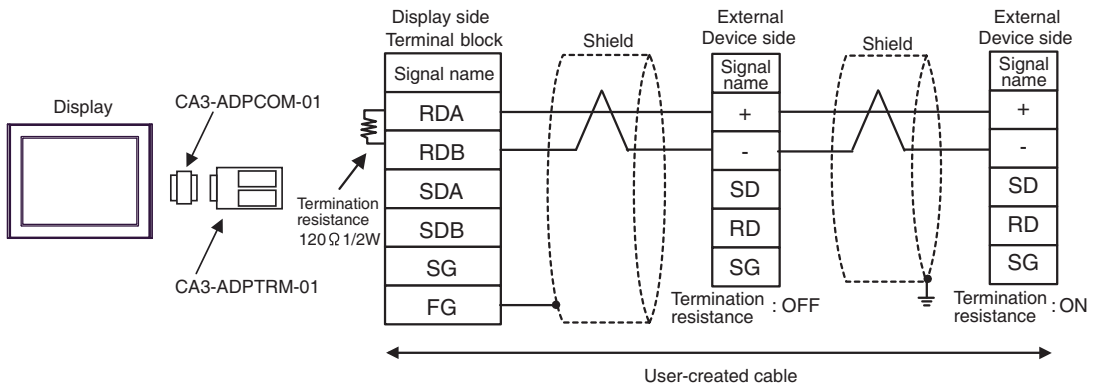 Display
CA3-ADPCOM-01
CA3-ADPTRM-01
Termination
resistance
120Ω 1/2W
Display side
Terminal block
Signal name
RDA
RDB
SDA
SDB
SG
FG
Shield
External
Device side
Signal
name
+
-
SD
RD
SG
Termination
resistance : OFF
Shield
External
Device side
Signal
name
+
-
SD
RD
SG
Termination
resistance : ON
User-created cable